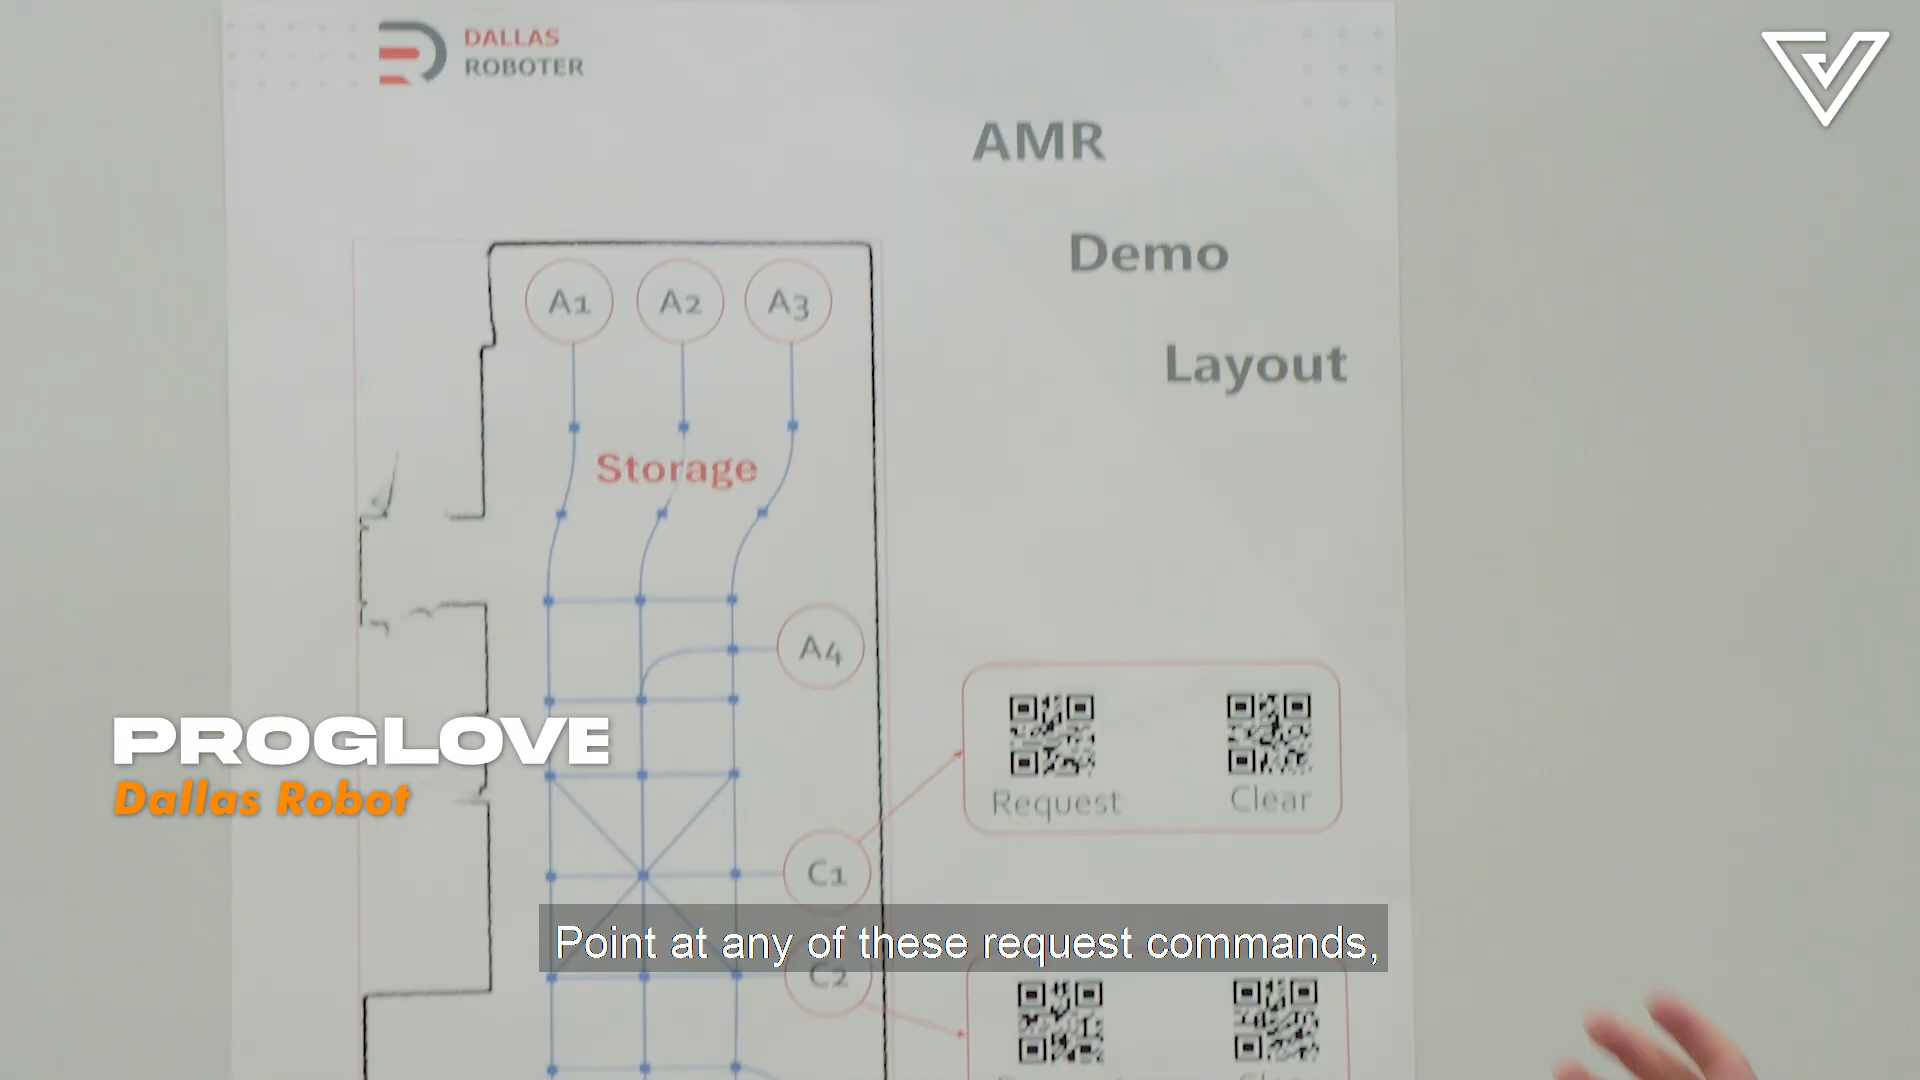 DALLAS
ROBOTER
AMR
Demo
Layout
A1 A2 A3
Storage
A4
PROGLOVE
Dallas Robot
Request Clear
C1
Point at any of these request commands,
C2